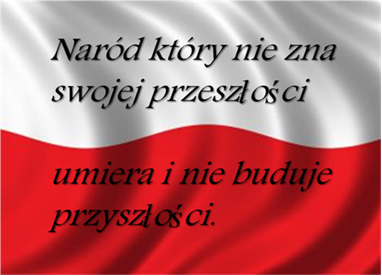 Naród który nie zna
swojej przeszłości
umiera i nie buduje
przyszłości.